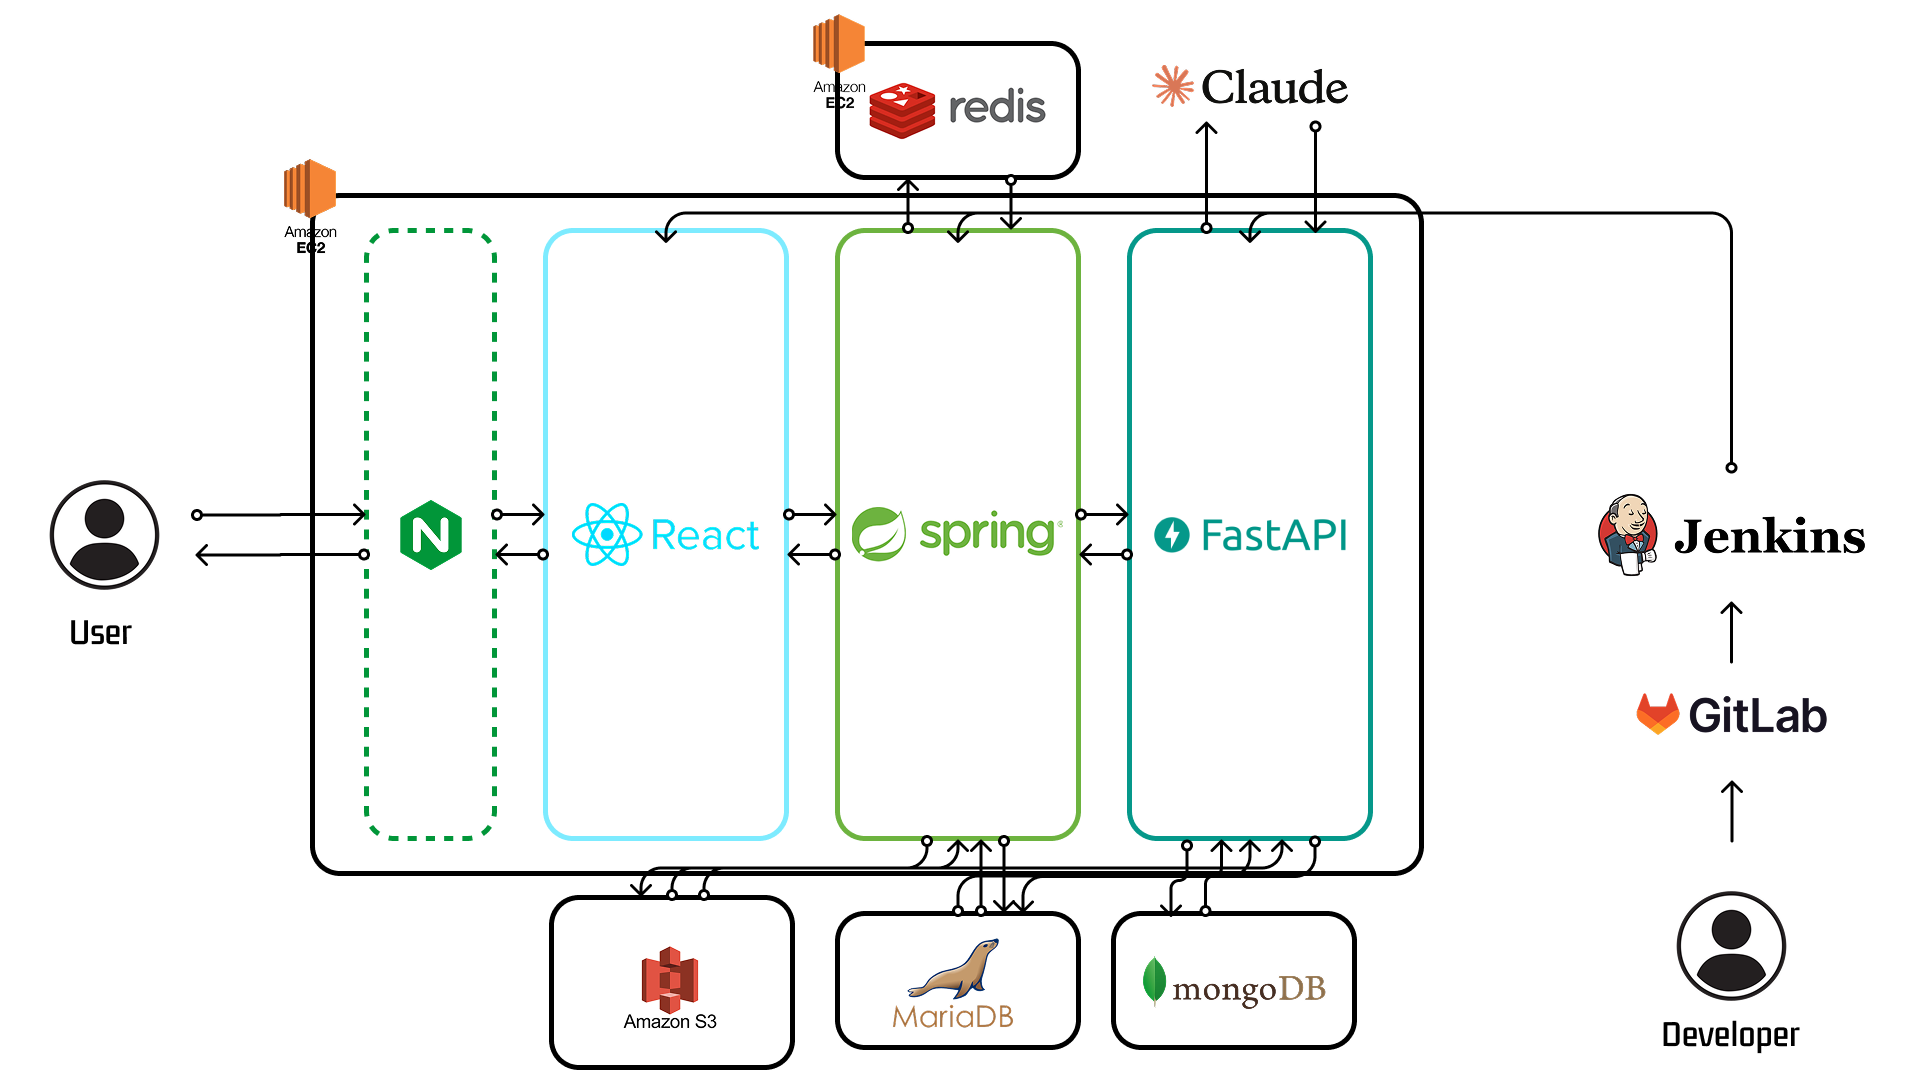 Amazon
EC2
redis
Claude
Amazon
EC2
N
React
spring
FastAPI
User
Jenkins
GitLab
Amazon S3
MariaDB
mongoDB
Developer